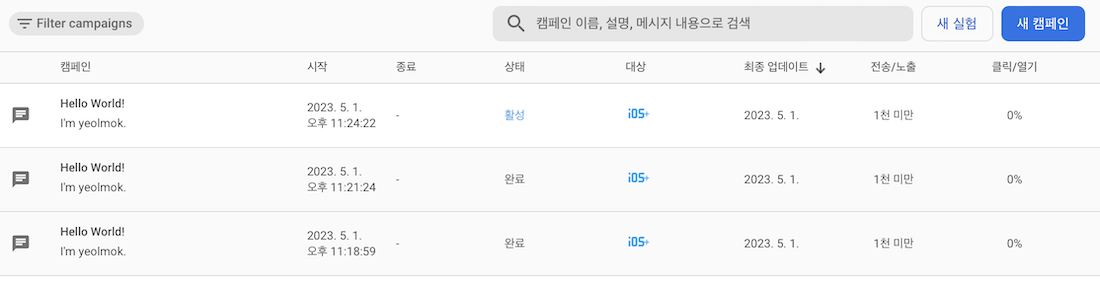 Filter campaigns
캠페인 이름, 설명, 메시지 내용으로 검색
새 실험
새 캠페인
캠페인 시작 종료 상태 대상 최종 업데이트 전송/노출 클릭/열기
Hello World!
I'm yeolmok.
2023. 5. 1.
오후 11:24:22
-
활성
iOS+
2023. 5. 1.
1천 미만
0%
Hello World!
I'm yeolmok.
2023. 5. 1.
오후 11:21:24
-
완료
iOS+
2023. 5. 1.
1천 미만
0%
Hello World!
I'm yeolmok.
2023. 5. 1.
오후 11:18:59
-
완료
iOS+
2023. 5. 1.
1천 미만
0%